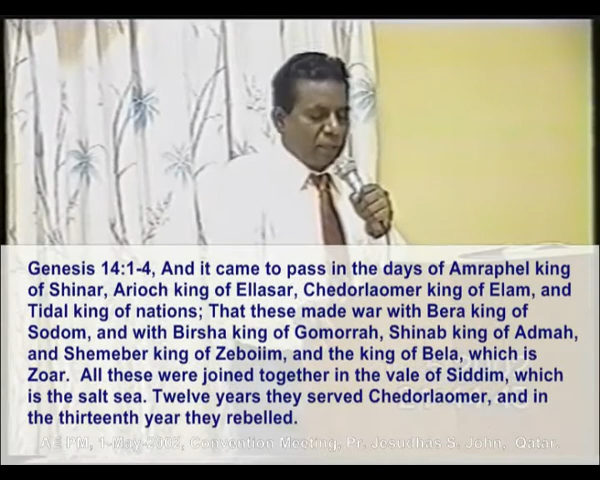 Genesis 14:1-4, And it came to pass in the days of Amraphel king
of Shinar, Arioch king of Ellasar, Chedorlaomer king of Elam, and
Tidal king of nations; That these made war with Bera king of
Sodom, and with Birsha king of Gomorrah, Shinab king of Admah,
and Shemeber king of Zeboiim, and the king of Bela, which is
Zoar. All these were joined together in the vale of Siddim, which
is the salt sea. Twelve years they served Chedorlaomer, and in
the thirteenth year they rebelled.
PM, 1-May-2002, Convention Meeting, Pr. Jesudhas S. John, Qatar.